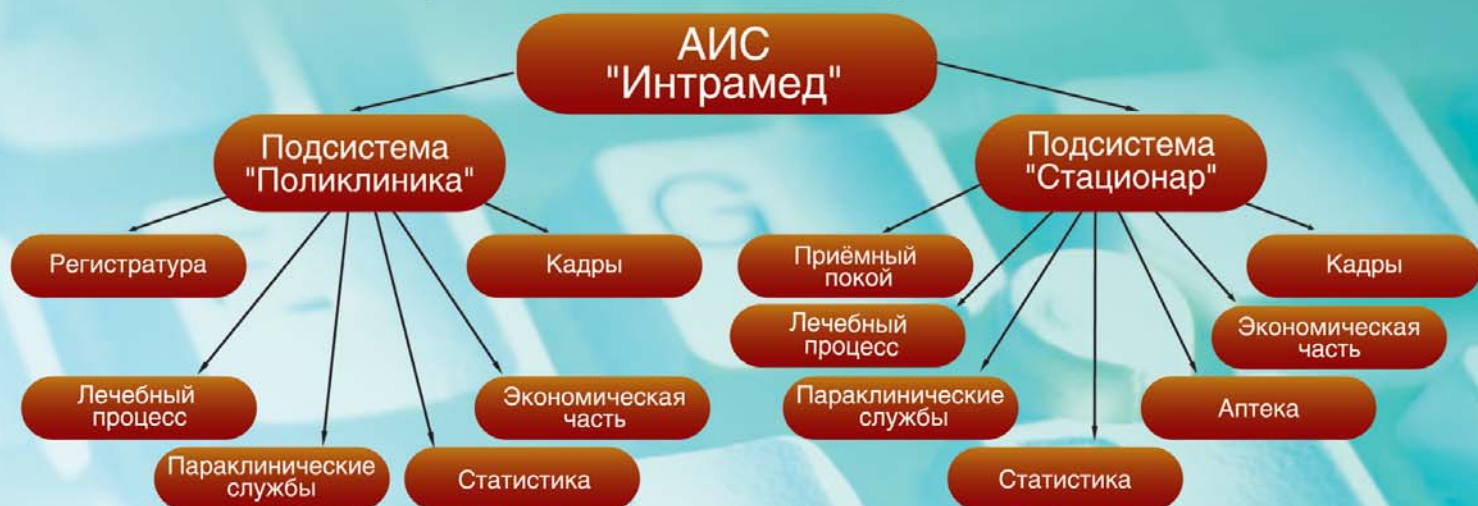 АИС
"Интрамед"
Подсистема
"Поликлиника"
Подсистема
"Стационар"
Регистратура
Кадры
Приёмный
покой
Кадры
Лечебный
процесс
Экономическая
часть
Лечебный
процесс
Экономическая
часть
Параклинические
службы
Аптека
Параклинические
службы
Статистика
Статистика